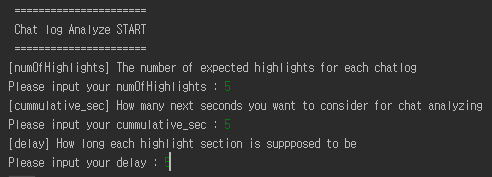 ======================
Chat log Analyze START
======================
[numOfHighlights] The number of expected highlights for each chatlog
Please input your numOfHighlights : 5
[cummulative_sec] How many next seconds you want to consider for chat analyzing
Please input your cummulative_sec : 5
[delay] How long each highlight section is suppposed to be
Please input your delay : 5